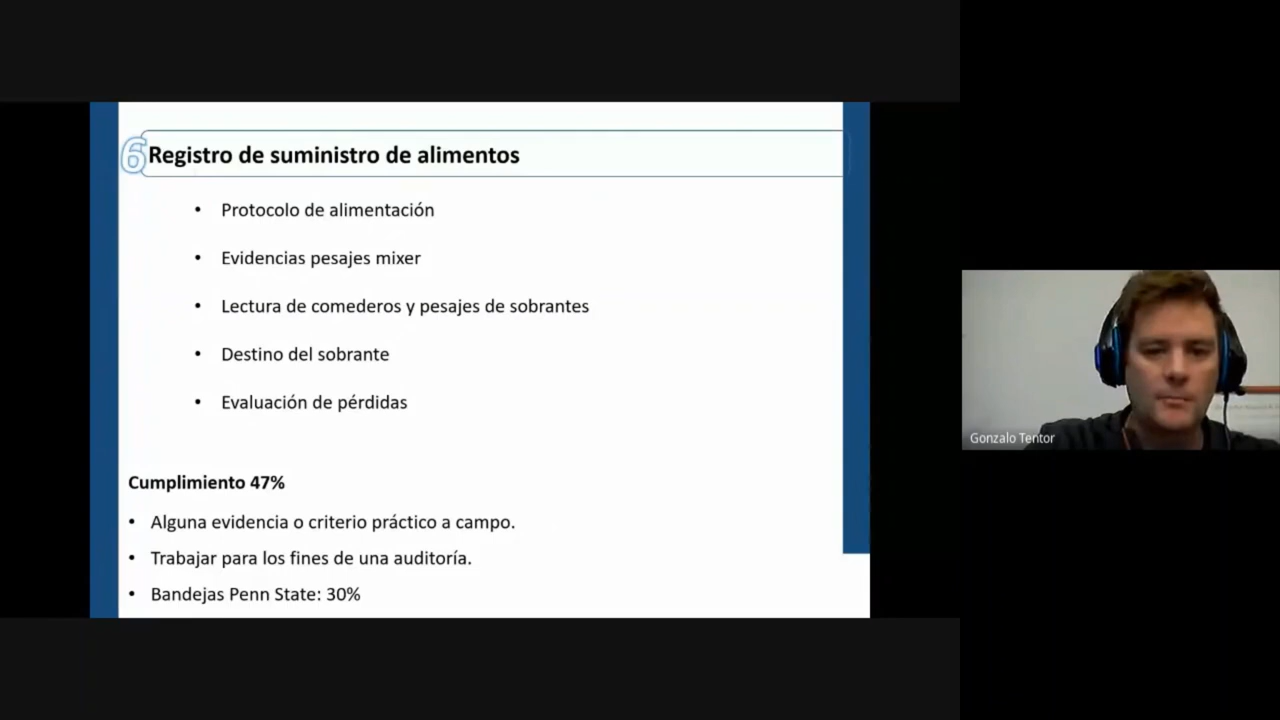 6
Registro de suministro de alimentos
• Protocolo de alimentación
• Evidencias pesajes mixer
• Lectura de comederos y pesajes de sobrantes
• Destino del sobrante
• Evaluación de pérdidas
Cumplimiento 47%
• Alguna evidencia o criterio práctico a campo.
• Trabajar para los fines de una auditoría.
• Bandejas Penn State: 30%
Gonzalo Tentor